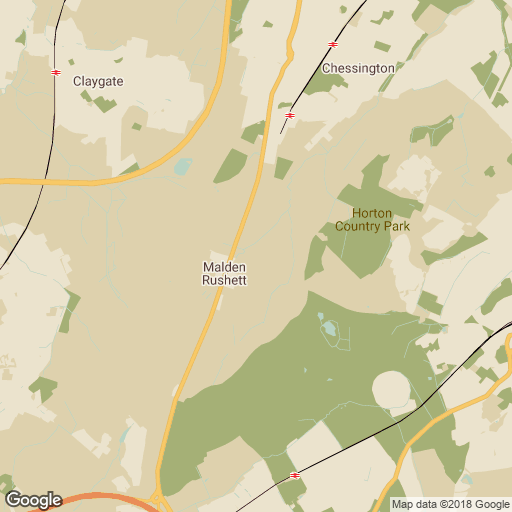 Chessington
Claygate
Horton
Country Park
Malden
Rushett
Google
Map data ©2018 Google